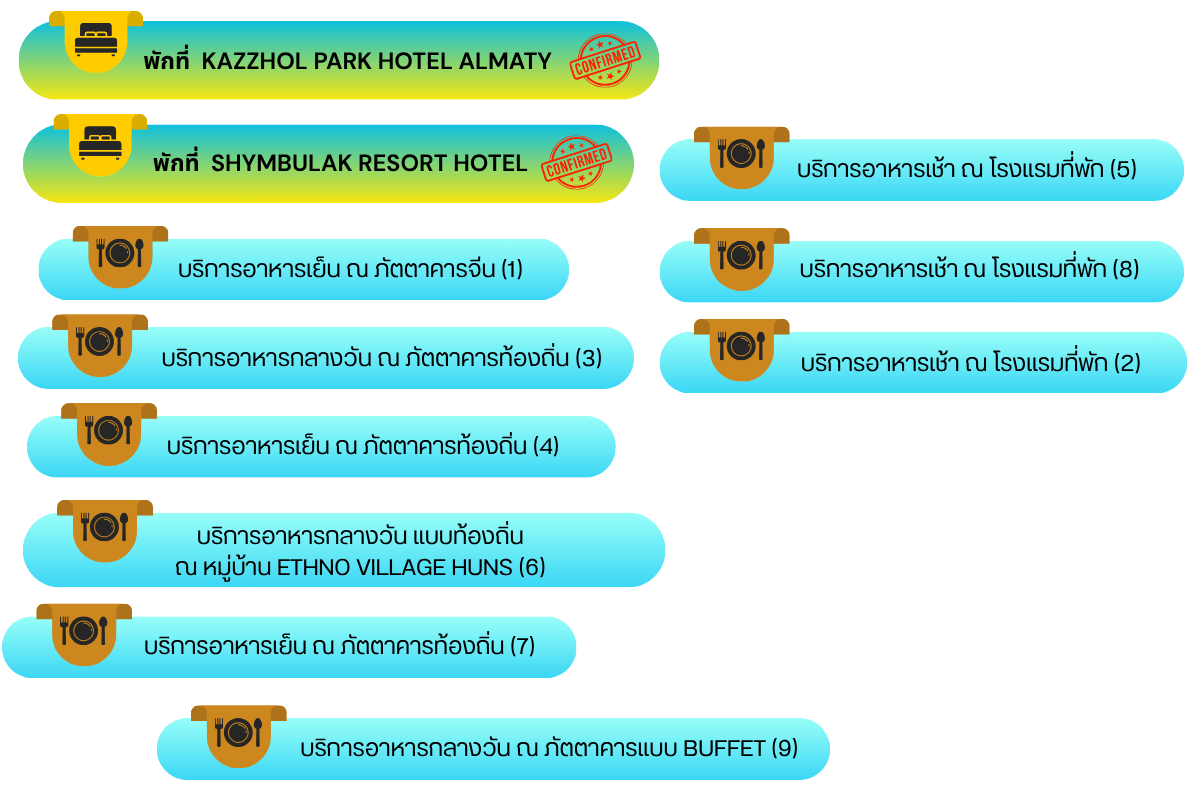 พักที่ KAZZHOL PARK HOTEL ALMATY
CONFIRMED
พักที่ SHYMBULAK RESORT HOTEL
CONFIRMED
บริการอาหารเย็น ณ ภัตตาคารจีน (1)
บริการอาหารกลางวัน ณ ภัตตาคารท้องถิ่น (3)
บริการอาหารเย็น ณ ภัตตาคารท้องถิ่น (4)
บริการอาหารกลางวัน แบบท้องถิ่น
ณ หมู่บ้าน ETHNO VILLAGE HUNS (6)
บริการอาหารเย็น ณ ภัตตาคารท้องถิ่น (7)
บริการอาหารกลางวัน ณ ภัตตาคารแบบ BUFFET (9)
บริการอาหารเช้า ณ โรงแรมที่พัก (5)
บริการอาหารเช้า ณ โรงแรมที่พัก (8)
บริการอาหารเช้า ณ โรงแรมที่พัก (2)